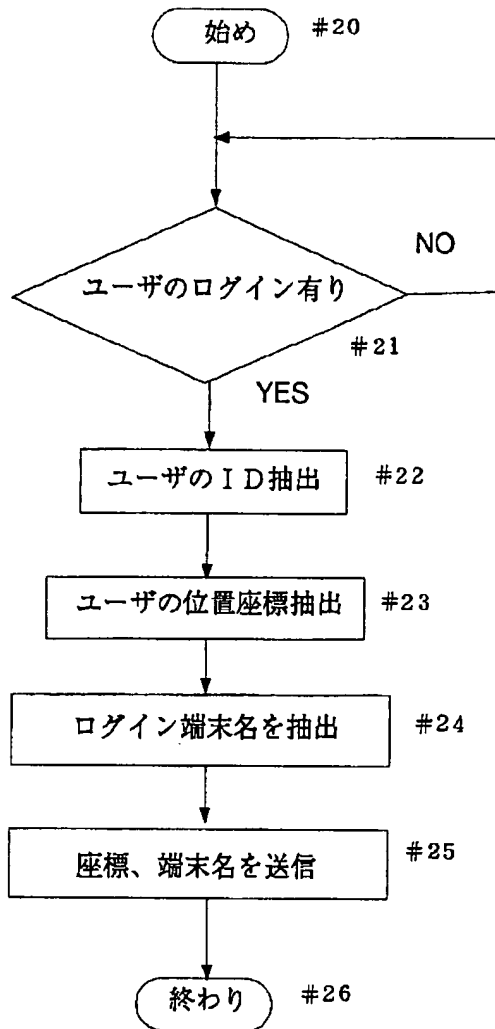 始め #20
NO
ユーザのログイン有り
#21
YES
ユーザのID抽出 #22
ユーザの位置座標抽出 #23
ログイン端末名を抽出 #24
座標、端末名を送信 #25
終わり #26